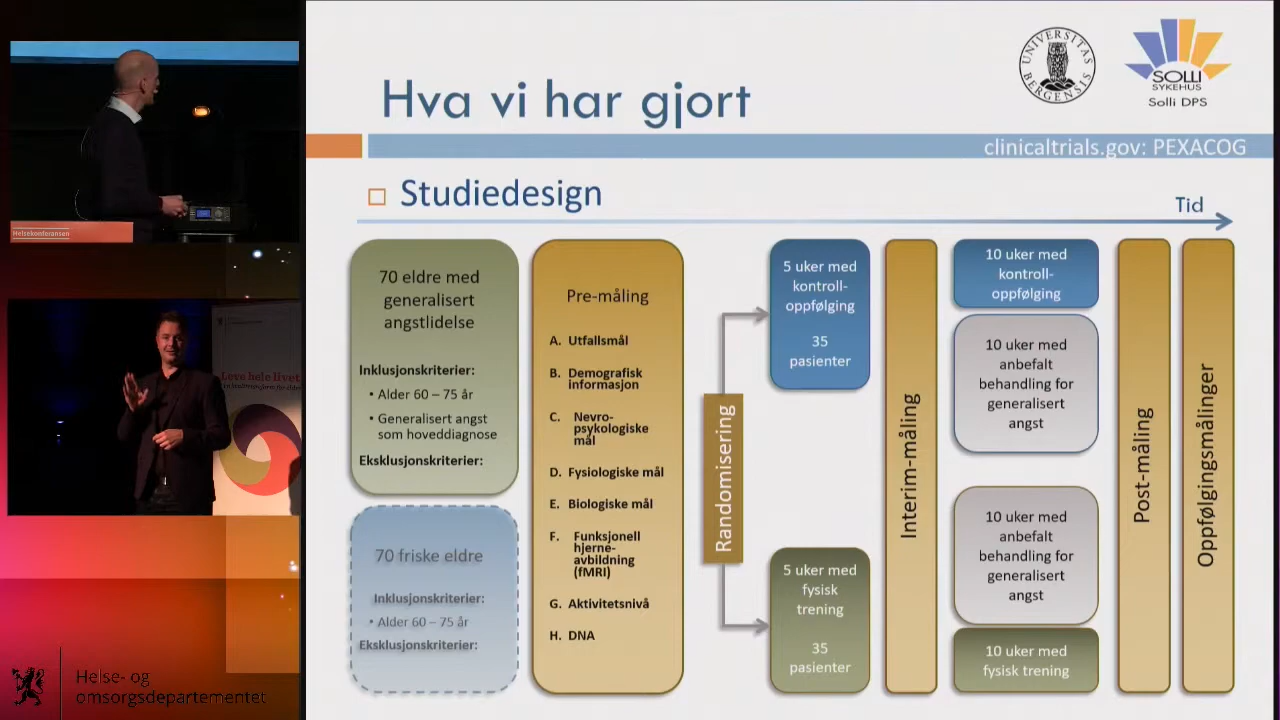 Hva vi har gjort
UNIVERSITAS BERGENSIS
SOLLI
SYKEHUS
Solli DPS
clinicaltrials.gov: PEXACOG
Studiedesign
Tid
70 eldre med
generalisert
angstlidelse
Inklusjonskriterier:
• Alder 60 – 75 år
• Generalisert angst
som hoveddiagnose
Eksklusjonskriterier:
70 friske eldre
Inklusjonskriterier:
• Alder 60 – 75 år
Eksklusjonskriterier:
Pre-måling
A. Utfallsmål
B. Demografisk
informasjon
C. Nevro-
psykologiske
mål
D. Fysiologiske mål
E. Biologiske mål
F. Funksjonell
hjerne-
avbildning
(fMRI)
G. Aktivitetsnivå
H. DNA
Randomisering
5 uker med
kontroll-
oppfølging
35
pasienter
5 uker med
fysisk
trening
35
pasienter
Interim-måling
10 uker med
kontroll-
oppfølging
10 uker med
anbefalt
behandling for
generalisert
angst
10 uker med
anbefalt
behandling for
generalisert
angst
10 uker med
fysisk trening
Post-måling
Oppfølgingsmålinger
Helsekonferansen
Leve hele livet
Helse- og
omsorgsdepartementet